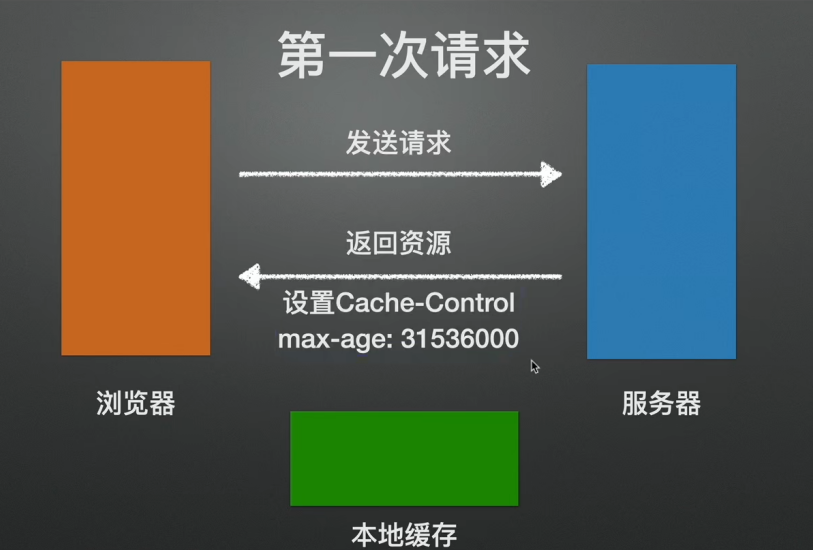 第一次请求
发送请求
返回资源
设置Cache-Control
max-age: 31536000
浏览器
服务器
本地缓存